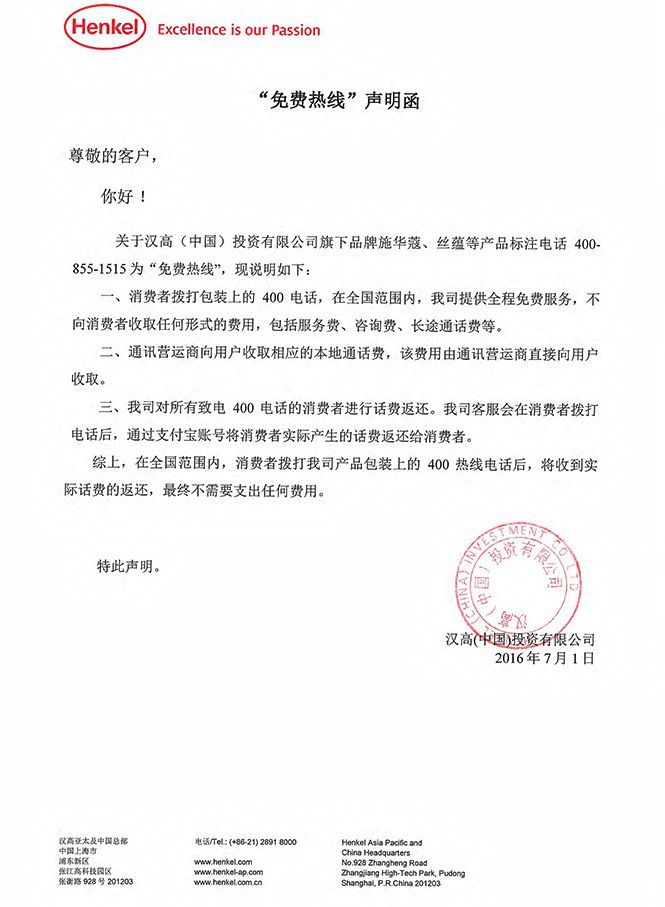 Henkel Excellence is our Passion
“免费热线”声明函
尊敬的客户，
你好！
关于汉高（中国）投资有限公司旗下品牌施华蔻、丝蕴等产品标注电话 400-
855-1515 为“免费热线”，现说明如下：
一、消费者拨打包装上的 400 电话，在全国范围内，我司提供全程免费服务，不
向消费者收取任何形式的费用，包括服务费、咨询费、长途通话费等。
二、通讯营运商向用户收取相应的本地通话费，该费用由通讯营运商直接向用户
收取。
三、我司对所有致电 400 电话的消费者进行话费返还。我司客服会在消费者拨打
电话后，通过支付宝账号将消费者实际产生的话费返还给消费者。
综上，在全国范围内，消费者拨打我司产品包装上的 400 热线电话后，将收到实
际话费的返还，最终不需要支出任何费用。
特此声明。
(CHINA) INVESTMENT CO LTD
汉高（中国）投资有限公司
汉高(中国)投资有限公司
2016 年 7 月 1 日
汉高亚太及中国总部
中国上海市
浦东新区
张江高科技园区
张衡路 928 号 201203
电话/Tel.: (+86-21) 2891 8000
www.henkel.com
www.henkel-ap.com
www.henkel.com.cn
Henkel Asia Pacific and
China Headquarters
No.928 Zhangheng Road
Zhangjiang High-Tech Park, Pudong
Shanghai, P.R.China 201203